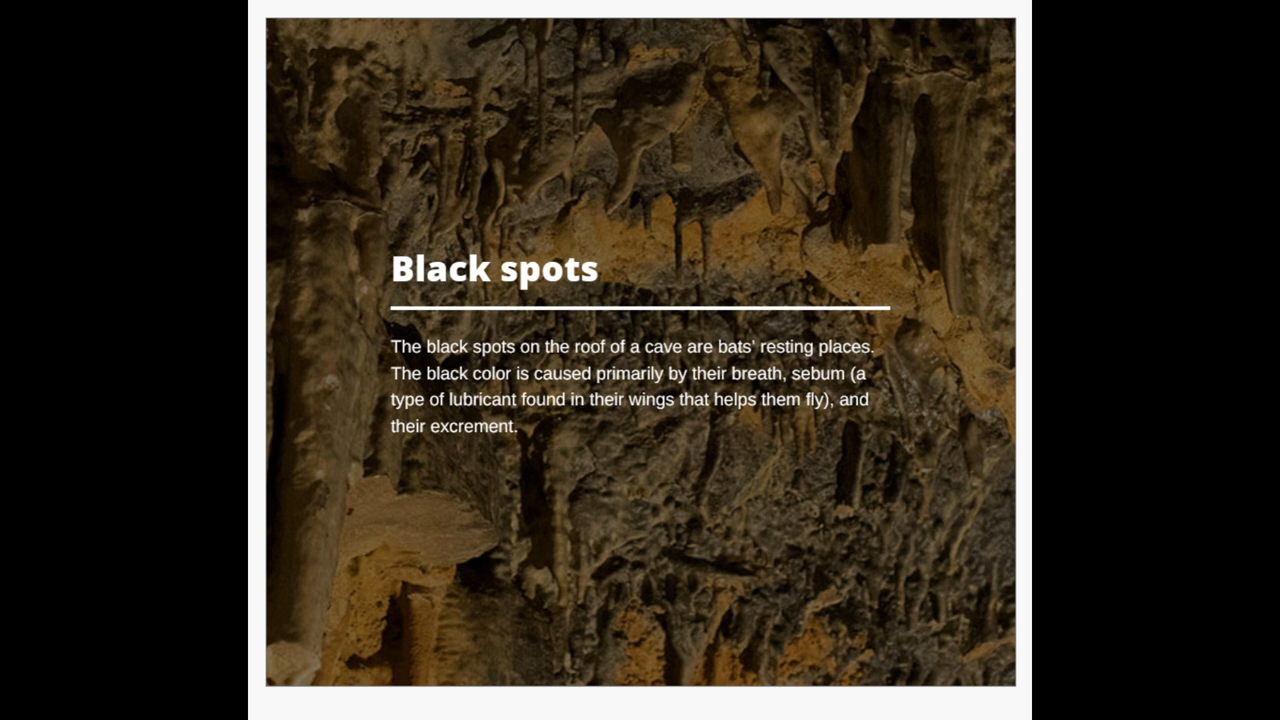 Black spots
The black spots on the roof of a cave are bats' resting places.
The black color is caused primarily by their breath, sebum (a
type of lubricant found in their wings that helps them fly), and
their excrement.